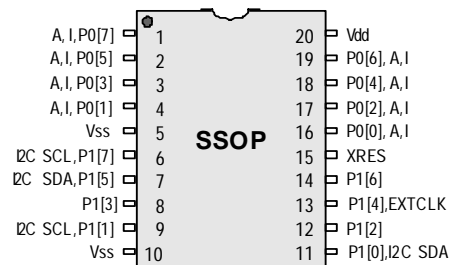 A, I, P0[7] 1 20 Vdd
A, I, P0[5] 2 19 P0[6], A, I
A, I, P0[3] 3 18 P0[4], A, I
A, I, P0[1] 4 17 P0[2], A, I
Vss 5 SSOP 16 P0[0], A, I
I2C SCL, P1[7] 6 15 XRES
I2C SDA, P1[5] 7 14 P1[6]
P1[3] 8 13 P1[4], EXTCLK
I2C SCL, P1[1] 9 12 P1[2]
Vss 10 11 P1[0], I2C SDA